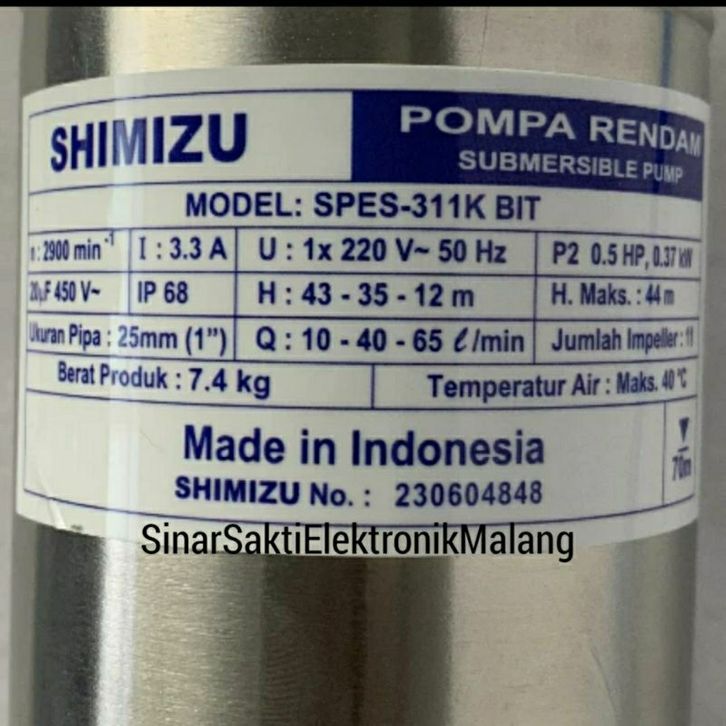 SHIMIZU
POMPA RENDAM
SUBMERSIBLE PUMP
MODEL: SPES-311K BIT
n : 2900 min⁻¹ I : 3.3 A U : 1x 220 V~ 50 Hz P2 0.5 HP, 0.37 kW
20µF 450 V~ IP 68 H : 43 - 35 - 12 m H. Maks. : 44 m
Ukuran Pipa : 25mm (1") Q : 10 - 40 - 65 ℓ/min Jumlah Impeller : 11
Berat Produk : 7.4 kg Temperatur Air : Maks. 40 °C
Made in Indonesia
SHIMIZU No. : 230604848
70m
SinarSaktiElektronikMalang